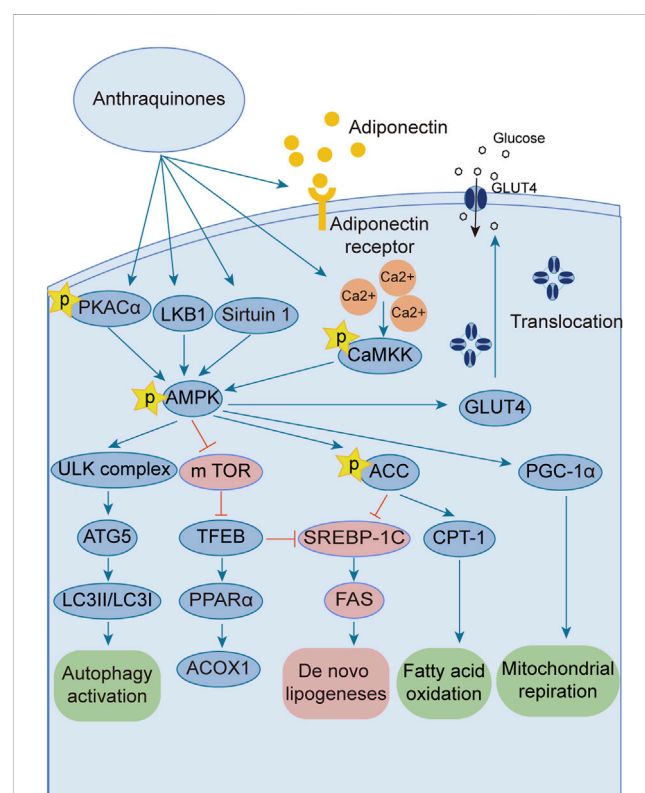 Anthraquinones
Adiponectin
Glucose
GLUT4
Adiponectin
receptor
Ca2+
Ca2+
Ca2+
p
PKACα
LKB1
Sirtuin 1
p
CaMKK
Translocation
p
AMPK
GLUT4
ULK complex
m TOR
p
ACC
PGC-1α
ATG5
TFEB
SREBP-1C
CPT-1
LC3II/LC3I
PPARα
FAS
ACOX1
Autophagy
activation
De novo
lipogeneses
Fatty acid
oxidation
Mitochondrial
repiration